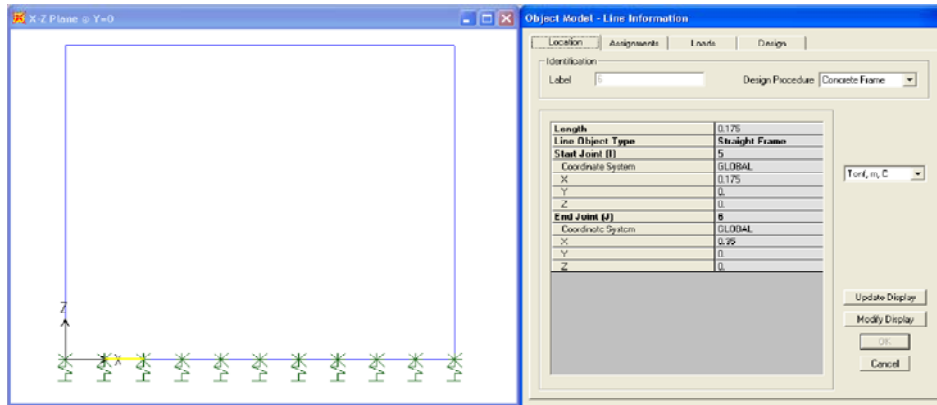 X-Z Plane @ Y=0
Z
X
Object Model - Line Information
Location Assignments Loads Design
Identification
Label Design Procedure Concrete Frame
Length 0.175
Line Object Type Straight Frame
Start Joint (I) 5
Coordinate System GLOBAL
X 0.175
Y 0.
Z 0.
End Joint (J) 6
Coordinate System GLOBAL
X 0.35
Y 0.
Z 0.
Tonf, m, C
Update Display
Modify Display
OK
Cancel